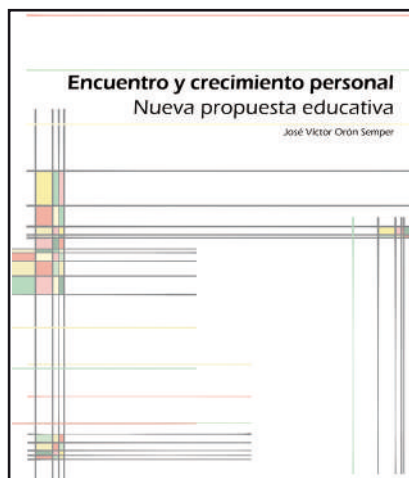 Encuentro y crecimiento personal
Nueva propuesta educativa
José Víctor Orón Semper